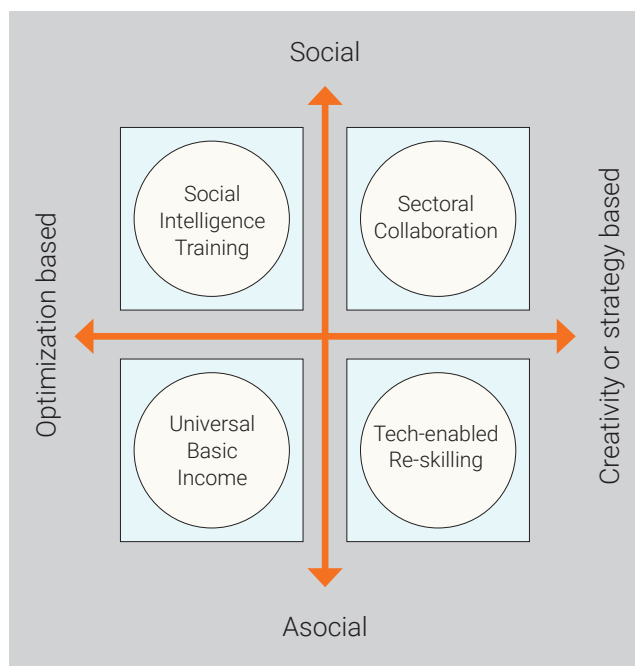 Social
Social
Intelligence
Training
Sectoral
Collaboration
Optimization based
Creativity or strategy based
Universal
Basic
Income
Tech-enabled
Re-skilling
Asocial